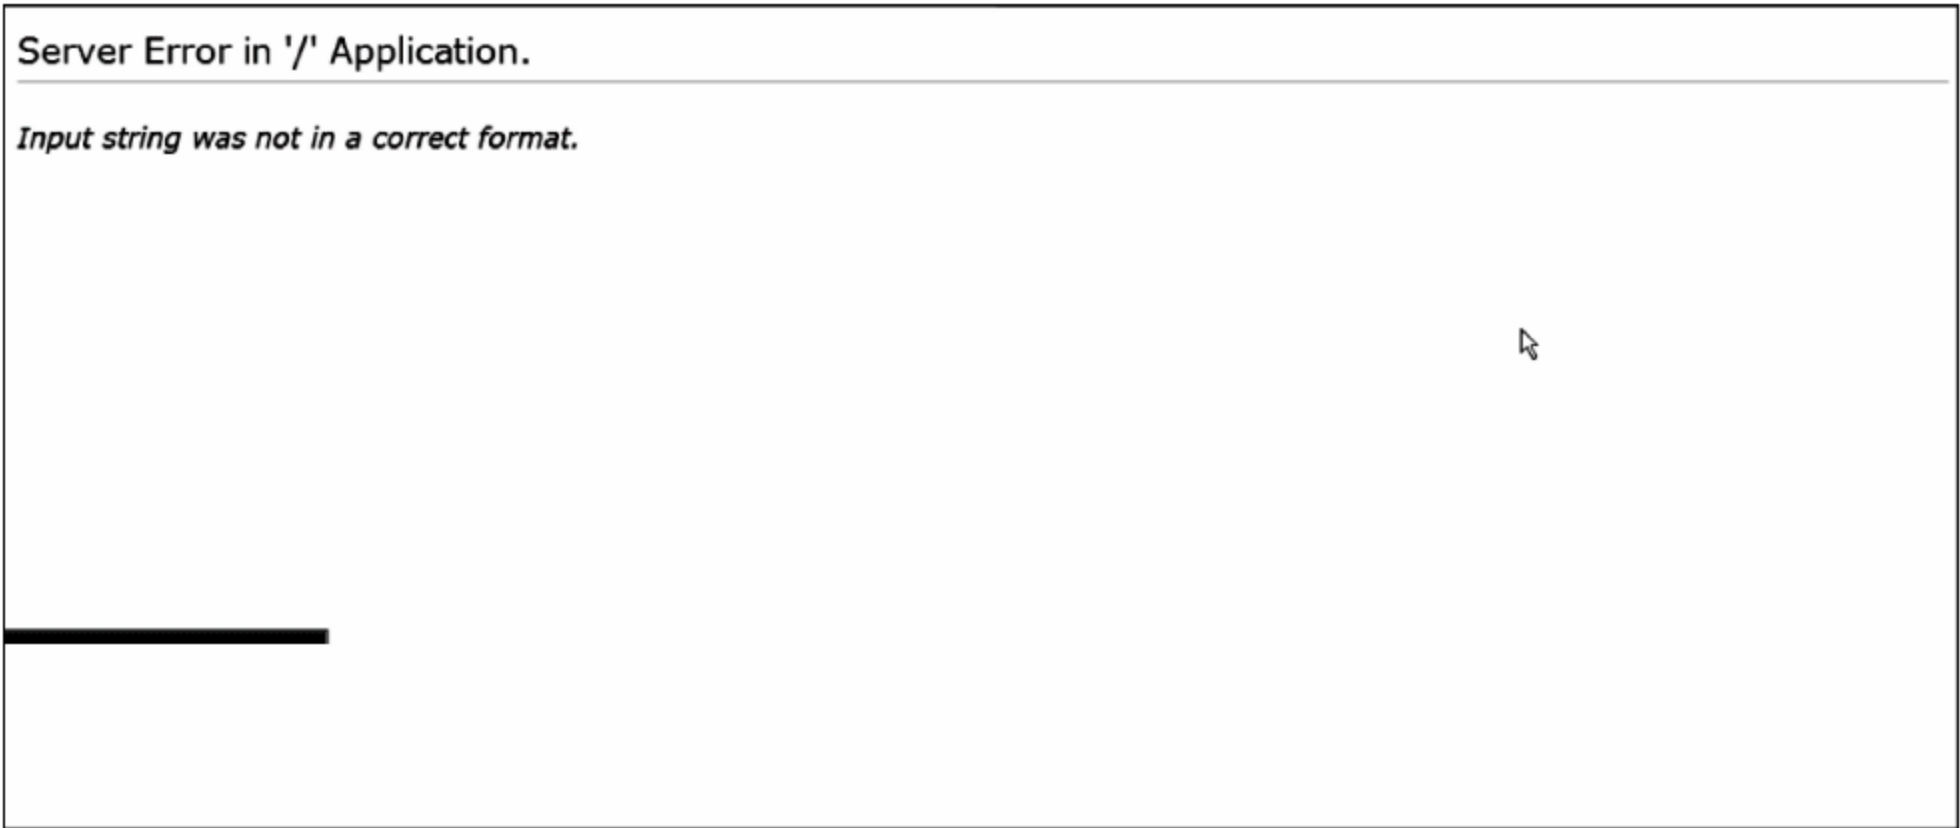 Server Error in '/' Application.
Input string was not in a correct format.